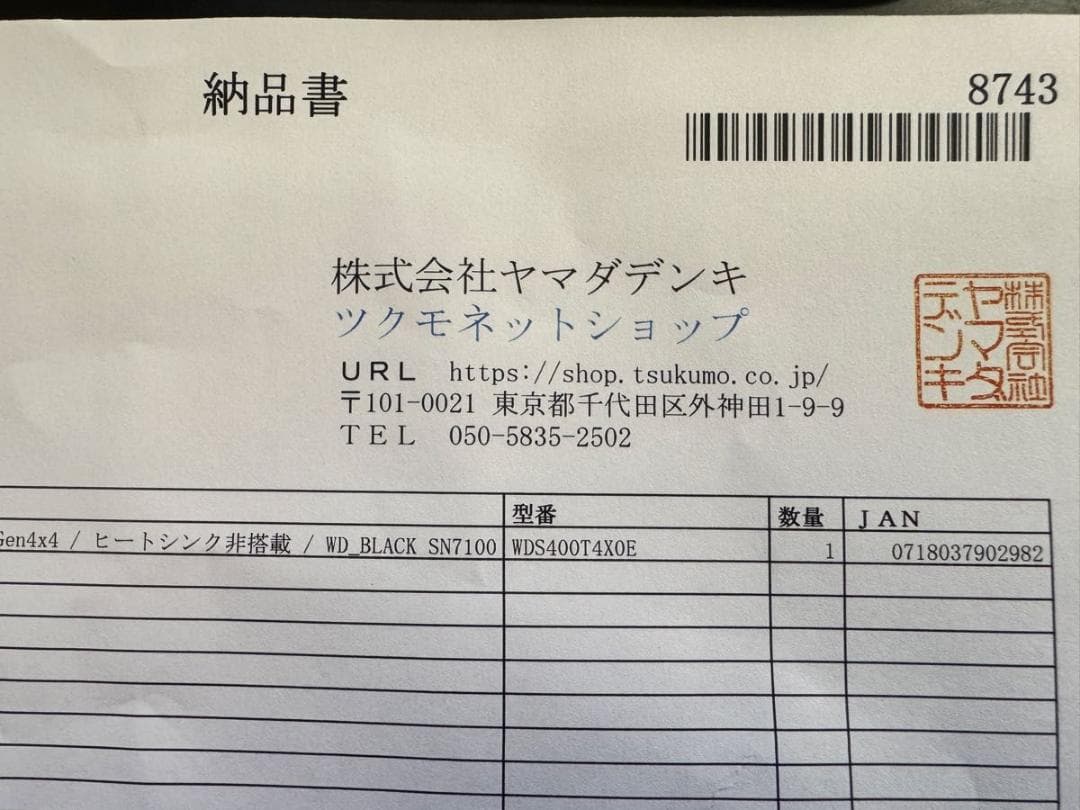 納品書
8743
株式会社ヤマダデンキ
ツクモネットショップ
URL https://shop.tsukumo.co.jp/
〒101-0021 東京都千代田区外神田1-9-9
TEL 050-5835-2502
株式会社
ヤマダ
デンキ
型番 数量 JAN
Gen4x4 / ヒートシンク非搭載 / WD_BLACK SN7100 WDS400T4X0E 1 0718037902982